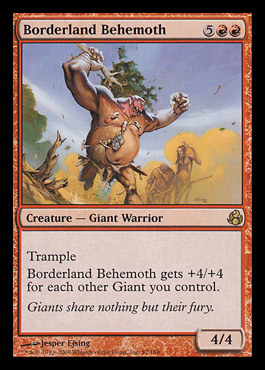 Borderland Behemoth 5
Creature — Giant Warrior
Trample
Borderland Behemoth gets +4/+4
for each other Giant you control.
Giants share nothing but their fury.
4/4
Jesper Ejsing